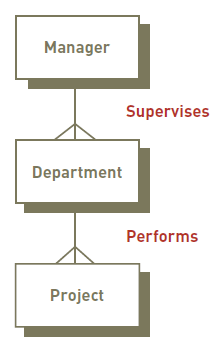 Manager
Supervises
Department
Performs
Project